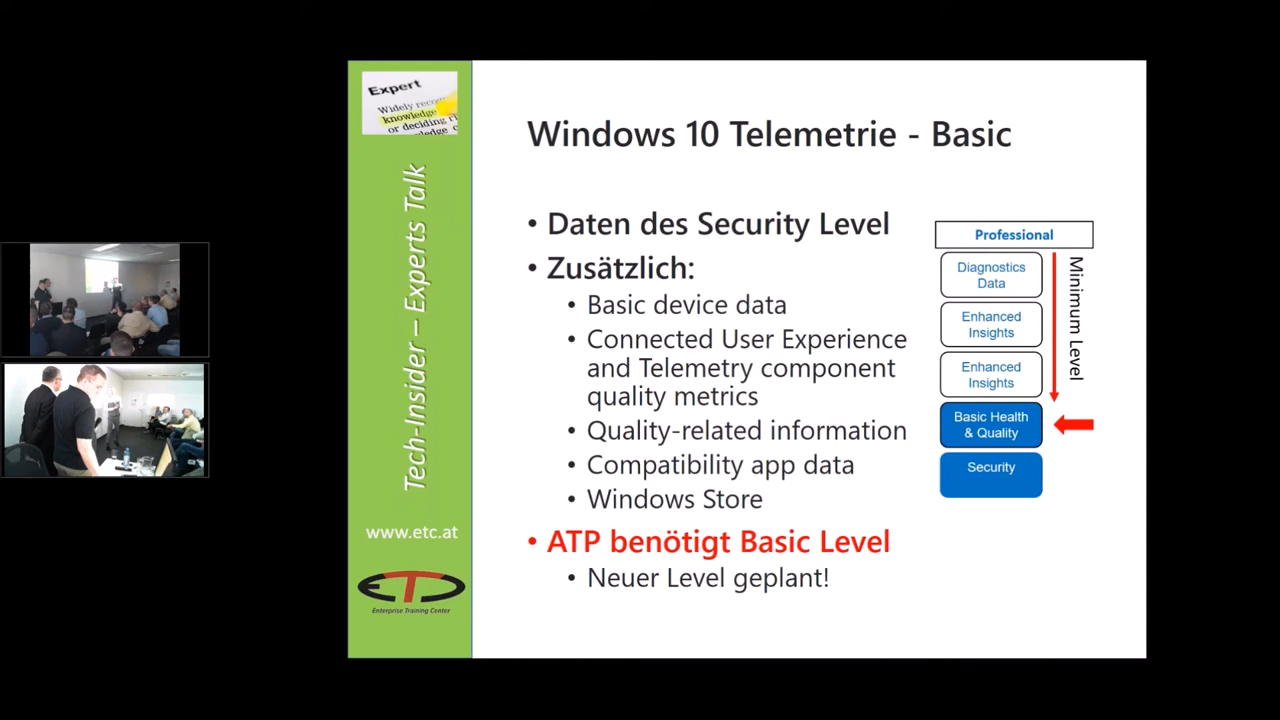 Expert
Widely
knowledge
or deciding
Tech-Insider – Experts Talk
www.etc.at
ETC
Enterprise Training Center
Windows 10 Telemetrie - Basic
• Daten des Security Level
• Zusätzlich:
• Basic device data
• Connected User Experience
and Telemetry component
quality metrics
• Quality-related information
• Compatibility app data
• Windows Store
• ATP benötigt Basic Level
• Neuer Level geplant!
Professional
Diagnostics
Data
Enhanced
Insights
Enhanced
Insights
Basic Health
& Quality
Security
Minimum Level